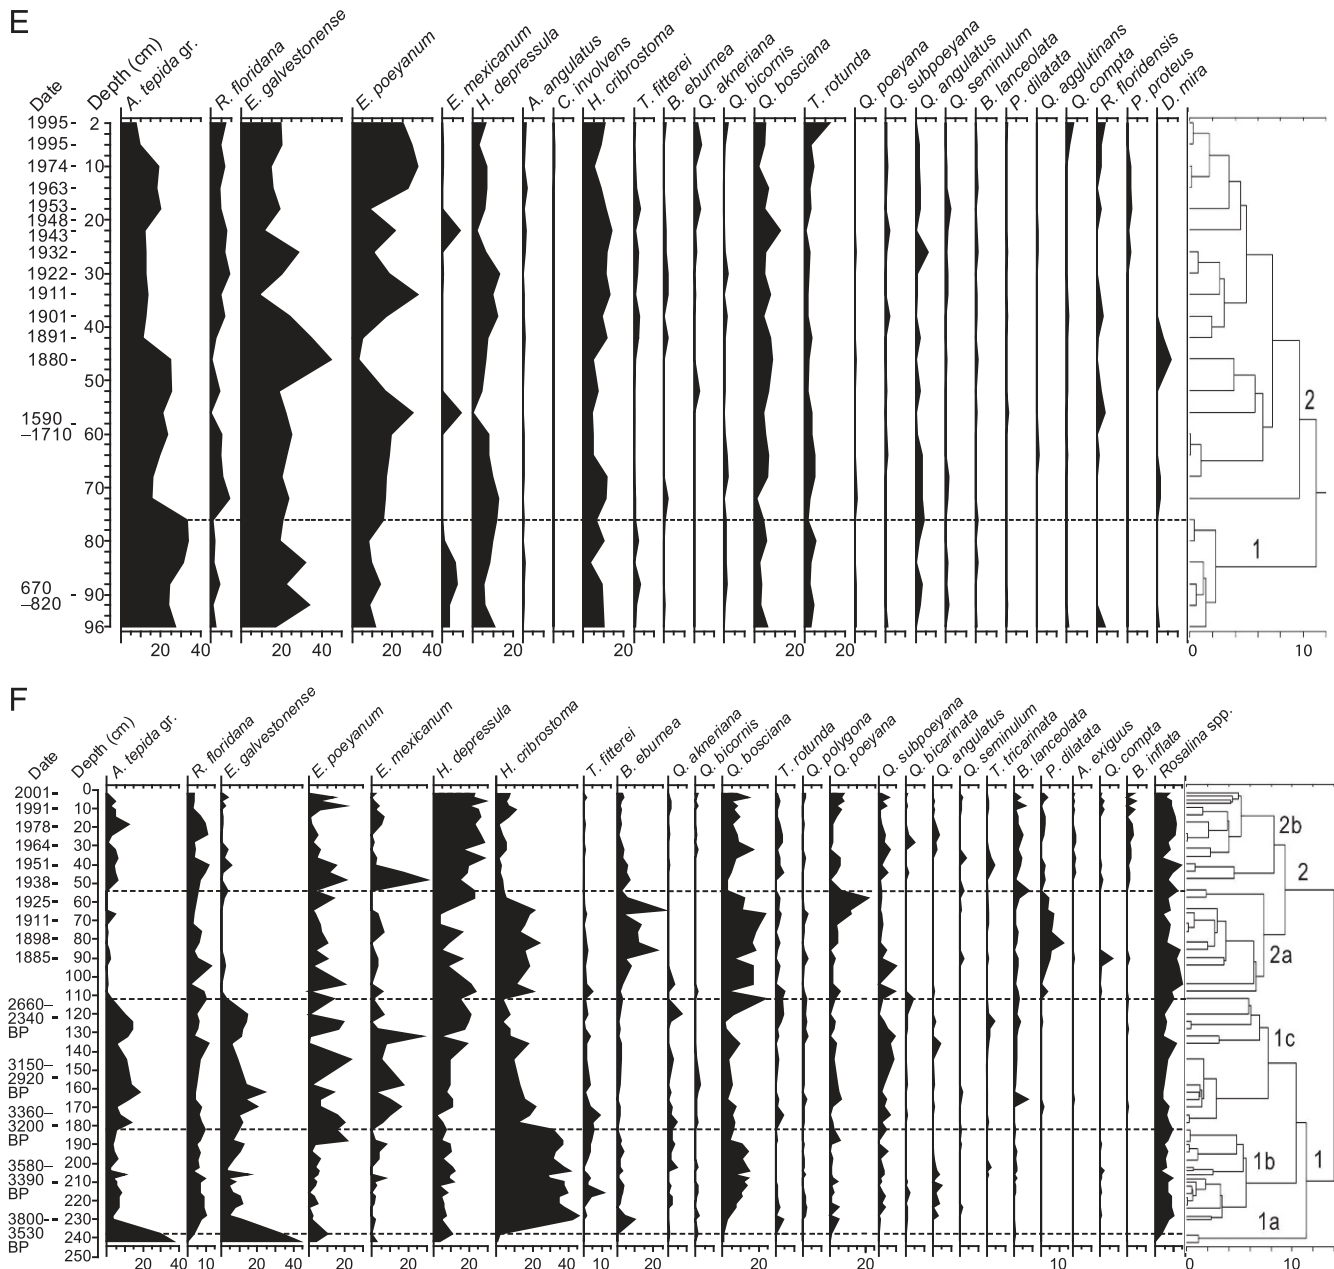 E
Date
Depth (cm)
A. tepida gr.
R. floridana
E. galvestonense
E. poeyanum
E. mexicanum
H. depressula
A. angulatus
C. involvens
H. cribrostoma
T. fitterei
B. eburnea
Q. akneriana
Q. bicornis
Q. bosciana
T. rotunda
Q. poeyana
Q. subpoeyana
Q. angulatus
Q. seminulum
B. lanceolata
P. dilatata
Q. agglutinans
Q. compta
R. floridensis
P. proteus
D. mira
1995- 2
1995-
1974- 10
1963-
1953-
1948- 20
1943
1932-
1922- 30
1911-
1901-
1891- 40
1880-
50
1590 -
–1710 60
70
80
670 - 90
–820
96
2
1
20 40 20 40 20 40 20 20 20 20 0 10
F
Date
Depth (cm)
A. tepida gr.
R. floridana
E. galvestonense
E. poeyanum
E. mexicanum
H. depressula
H. cribrostoma
T. fitterei
B. eburnea
Q. akneriana
Q. bicornis
Q. bosciana
T. rotunda
Q. polygona
Q. poeyana
Q. subpoeyana
Q. bicarinata
Q. angulatus
Q. seminulum
T. tricarinata
B. lanceolata
P. dilatata
A. exiguus
Q. compta
B. inflata
Rosalina spp.
0
2001-
1991- 10
1978- 20
1964- 30
1951- 40
1938- 50
1925- 60
1911- 70
1898- 80
1885- 90
100
110
2660–
2340 - 120
BP 130
140
3150– 150
2920 -
BP 160
3360– 170
3200 - 180
BP 190
3580– 200
3390 - 210
BP 220
3800– 230
3530 240
BP 250
2b
2
2a
1c
1b
1
1a
20 40 10 20 40 20 20 20 20 40 10 20 20 20 10 20 0 10